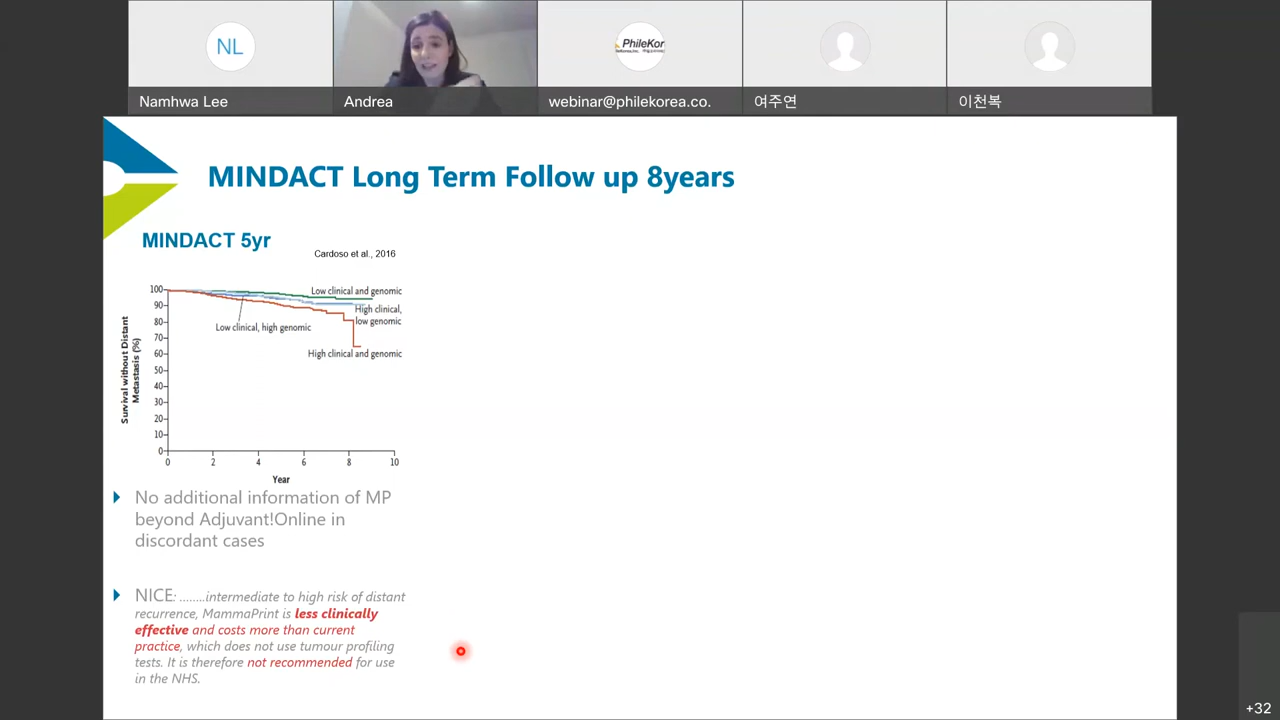 NL
PhileKor
Namhwa Lee
Andrea
webinar@philekorea.co.
여주연
이천복
MINDACT Long Term Follow up 8years
MINDACT 5yr
Cardoso et al., 2016
Survival without Distant
Metastasis (%)
100
90
80
70
60
50
40
30
20
10
0
Low clinical and genomic
High clinical,
low genomic
Low clinical, high genomic
High clinical and genomic
0 2 4 6 8 10
Year
No additional information of MP
beyond Adjuvant!Online in
discordant cases
NICE: ........intermediate to high risk of distant
recurrence, MammaPrint is less clinically
effective and costs more than current
practice, which does not use tumour profiling
tests. It is therefore not recommended for use
in the NHS.
+32